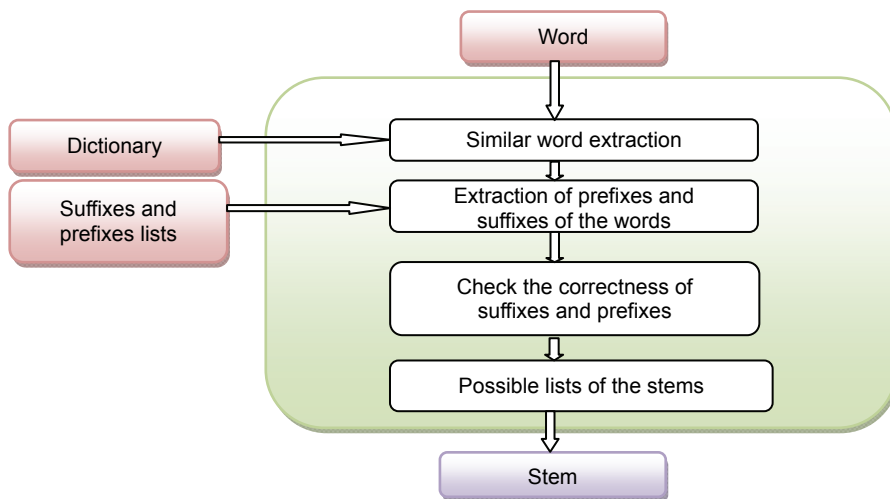 Word
Dictionary
Similar word extraction
Suffixes and
prefixes lists
Extraction of prefixes and
suffixes of the words
Check the correctness of
suffixes and prefixes
Possible lists of the stems
Stem